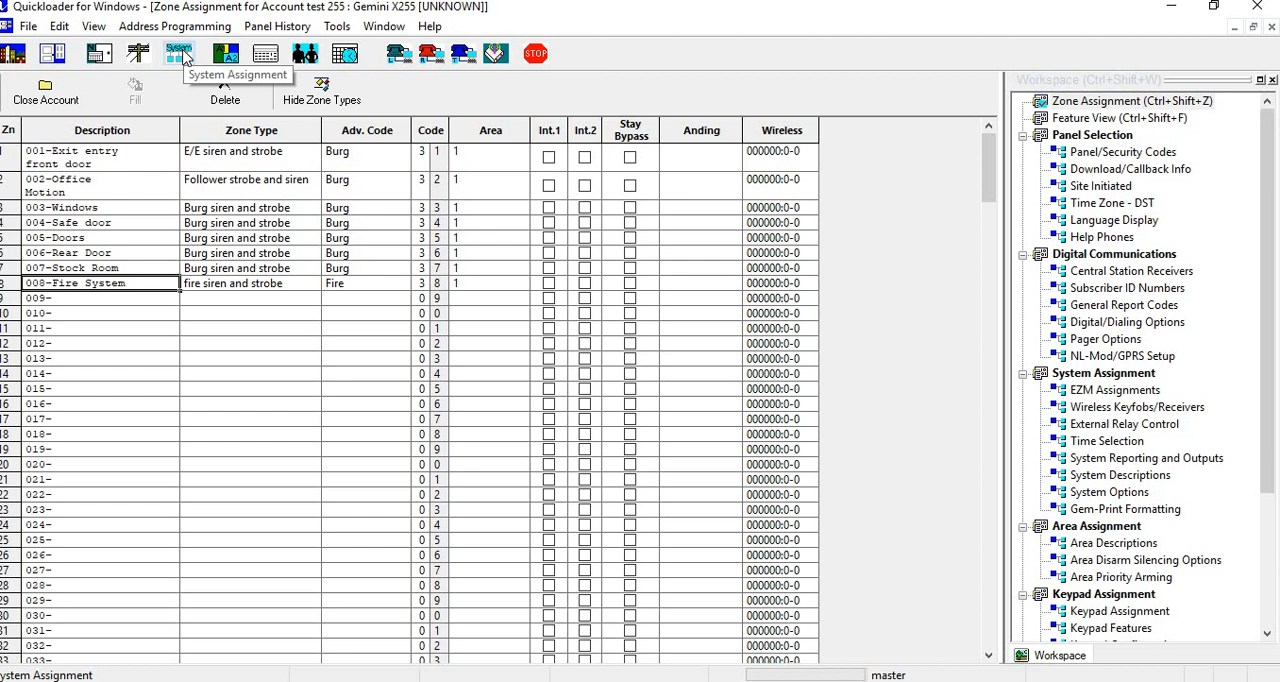 Quickloader for Windows - [Zone Assignment for Account test 255 : Gemini X255 [UNKNOWN]]
File Edit View Address Programming Panel History Tools Window Help
System
A1 A2
STOP
System Assignment
Close Account Fill Delete Hide Zone Types
Zn Description Zone Type Adv. Code Code Area Int.1 Int.2 Stay Bypass Anding Wireless
1 001-Exit entry front door E/E siren and strobe Burg 3 1 1 000000:0-0
2 002-Office Motion Follower strobe and siren Burg 3 2 1 000000:0-0
3 003-Windows Burg siren and strobe Burg 3 3 1 000000:0-0
4 004-Safe door Burg siren and strobe Burg 3 4 1 000000:0-0
5 005-Doors Burg siren and strobe Burg 3 5 1 000000:0-0
6 006-Rear Door Burg siren and strobe Burg 3 6 1 000000:0-0
7 007-Stock Room Burg siren and strobe Burg 3 7 1 000000:0-0
8 008-Fire System fire siren and strobe Fire 3 8 1 000000:0-0
9 009- 0 9 000000:0-0
10 010- 0 0 000000:0-0
11 011- 0 1 000000:0-0
12 012- 0 2 000000:0-0
13 013- 0 3 000000:0-0
14 014- 0 4 000000:0-0
15 015- 0 5 000000:0-0
16 016- 0 6 000000:0-0
17 017- 0 7 000000:0-0
18 018- 0 8 000000:0-0
19 019- 0 9 000000:0-0
20 020- 0 0 000000:0-0
21 021- 0 1 000000:0-0
22 022- 0 2 000000:0-0
23 023- 0 3 000000:0-0
24 024- 0 4 000000:0-0
25 025- 0 5 000000:0-0
26 026- 0 6 000000:0-0
27 027- 0 7 000000:0-0
28 028- 0 8 000000:0-0
29 029- 0 9 000000:0-0
30 030- 0 0 000000:0-0
31 031- 0 1 000000:0-0
32 032- 0 2 000000:0-0
33 033- 0 3 000000:0-0
Workspace (Ctrl+Shift+W)
Zone Assignment (Ctrl+Shift+Z)
Feature View (Ctrl+Shift+F)
Panel Selection
Panel/Security Codes
Download/Callback Info
Site Initiated
Time Zone - DST
Language Display
Help Phones
Digital Communications
Central Station Receivers
Subscriber ID Numbers
General Report Codes
Digital/Dialing Options
Pager Options
NL-Mod/GPRS Setup
System Assignment
EZM Assignments
Wireless Keyfobs/Receivers
External Relay Control
Time Selection
System Reporting and Outputs
System Descriptions
System Options
Gem-Print Formatting
Area Assignment
Area Descriptions
Area Disarm Silencing Options
Area Priority Arming
Keypad Assignment
Keypad Assignment
Keypad Features
Workspace
ystem Assignment master